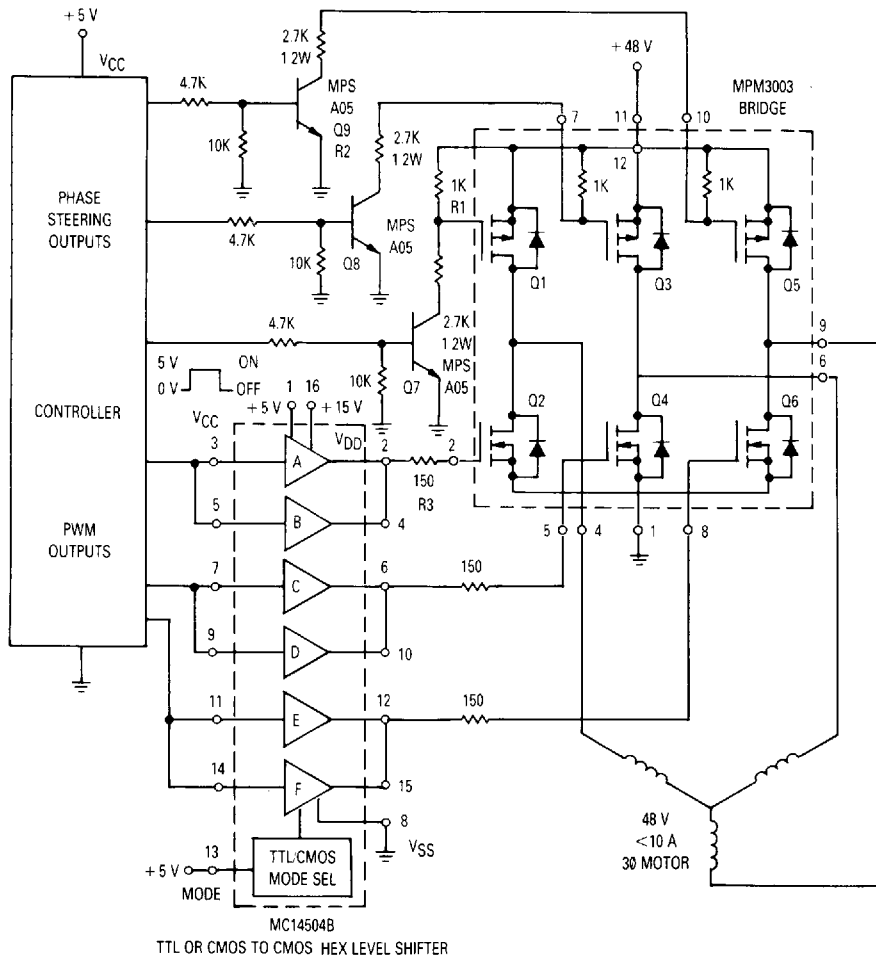 +5 V
VCC
2.7K
1.2W
4.7K
MPS
A05
Q9
R2
10K
+48 V
MPM3003
BRIDGE
7
11
10
2.7K
1.2W
12
1K
R1
1K
1K
PHASE
STEERING
OUTPUTS
4.7K
MPS
A05
10K
Q8
Q1
Q3
Q5
4.7K
2.7K
1.2W
MPS
A05
10K
Q7
9
6
5 V
ON
0 V
OFF
CONTROLLER
1
16
+5 V
+15 V
VCC
VDD
3
A
2
2
150
R3
Q2
Q4
Q6
5
B
4
PWM
OUTPUTS
5
4
1
8
7
C
6
150
9
D
10
11
E
12
150
14
F
15
8
VSS
48 V
<10 A
30 MOTOR
+5 V
13
MODE
TTL/CMOS
MODE SEL
MC14504B
TTL OR CMOS TO CMOS HEX LEVEL SHIFTER